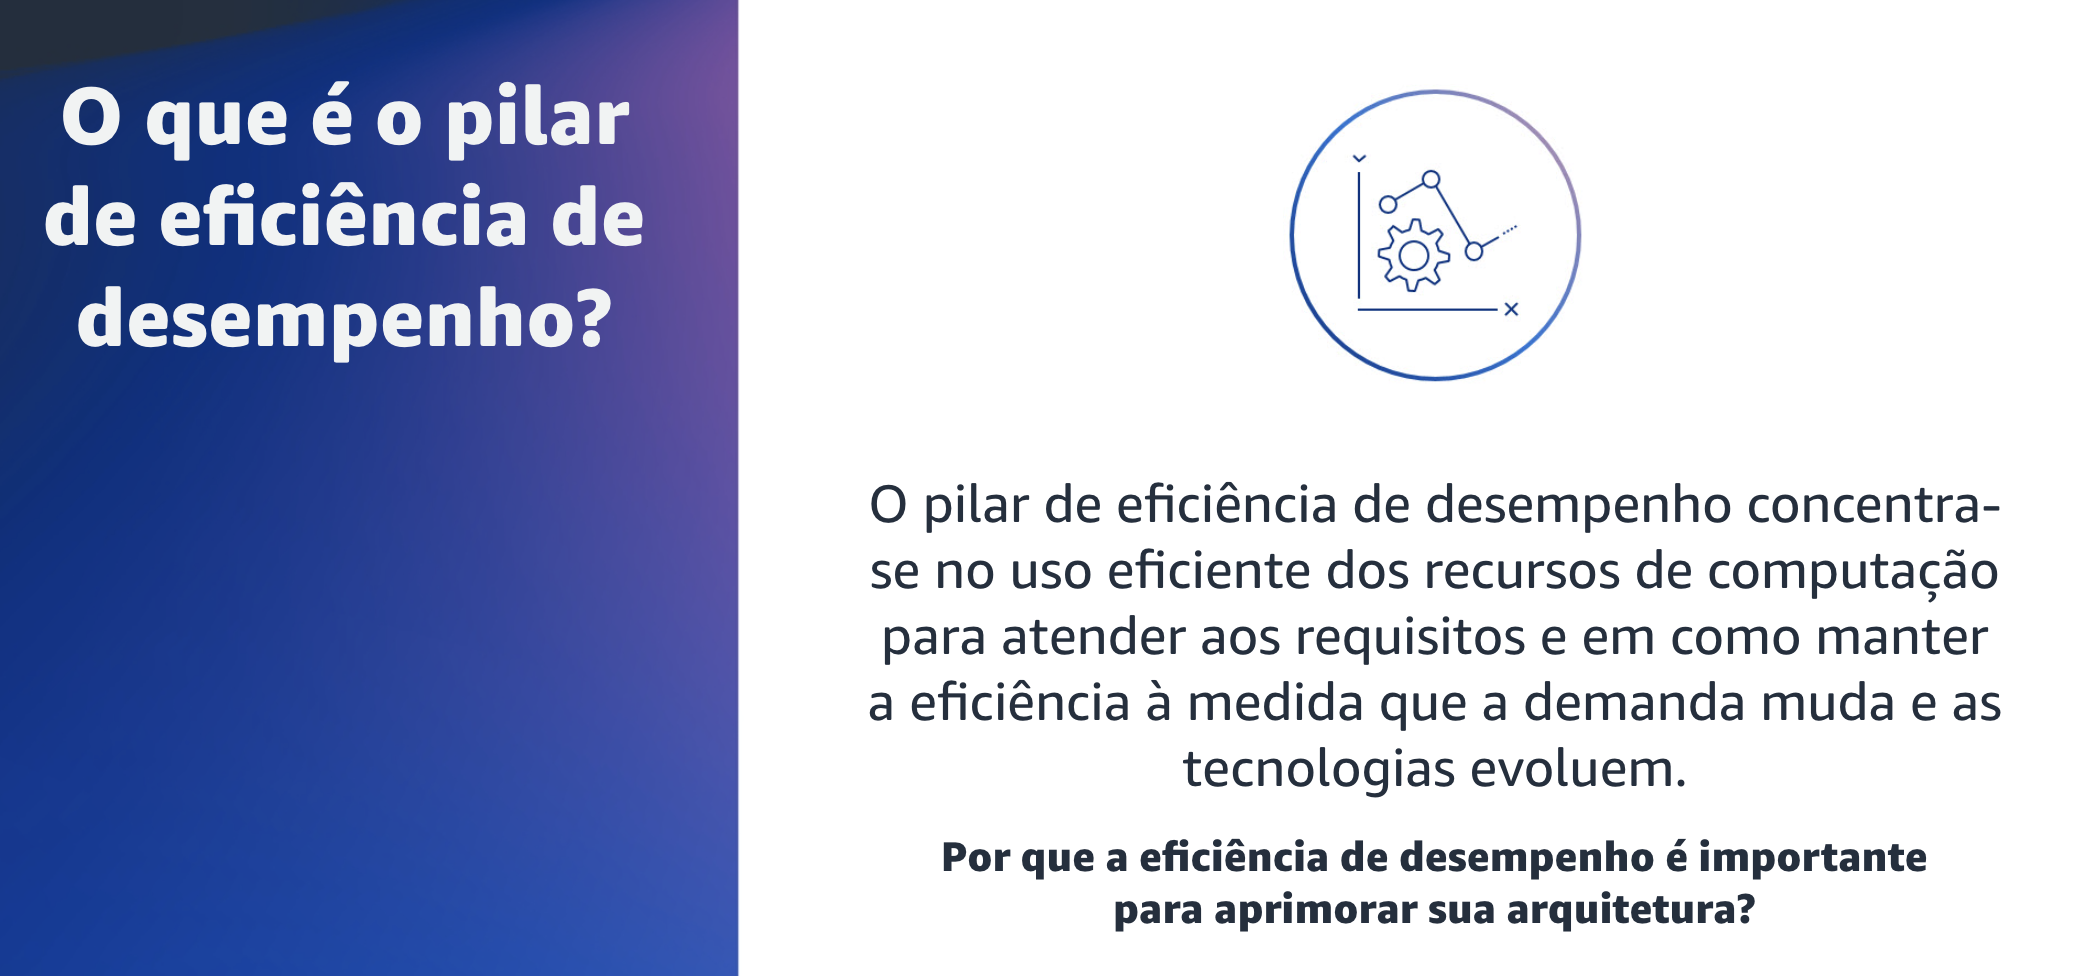 O que é o pilar
de eficiência de
desempenho?
O pilar de eficiência de desempenho concentra-
se no uso eficiente dos recursos de computação
para atender aos requisitos e em como manter
a eficiência à medida que a demanda muda e as
tecnologias evoluem.
Por que a eficiência de desempenho é importante
para aprimorar sua arquitetura?